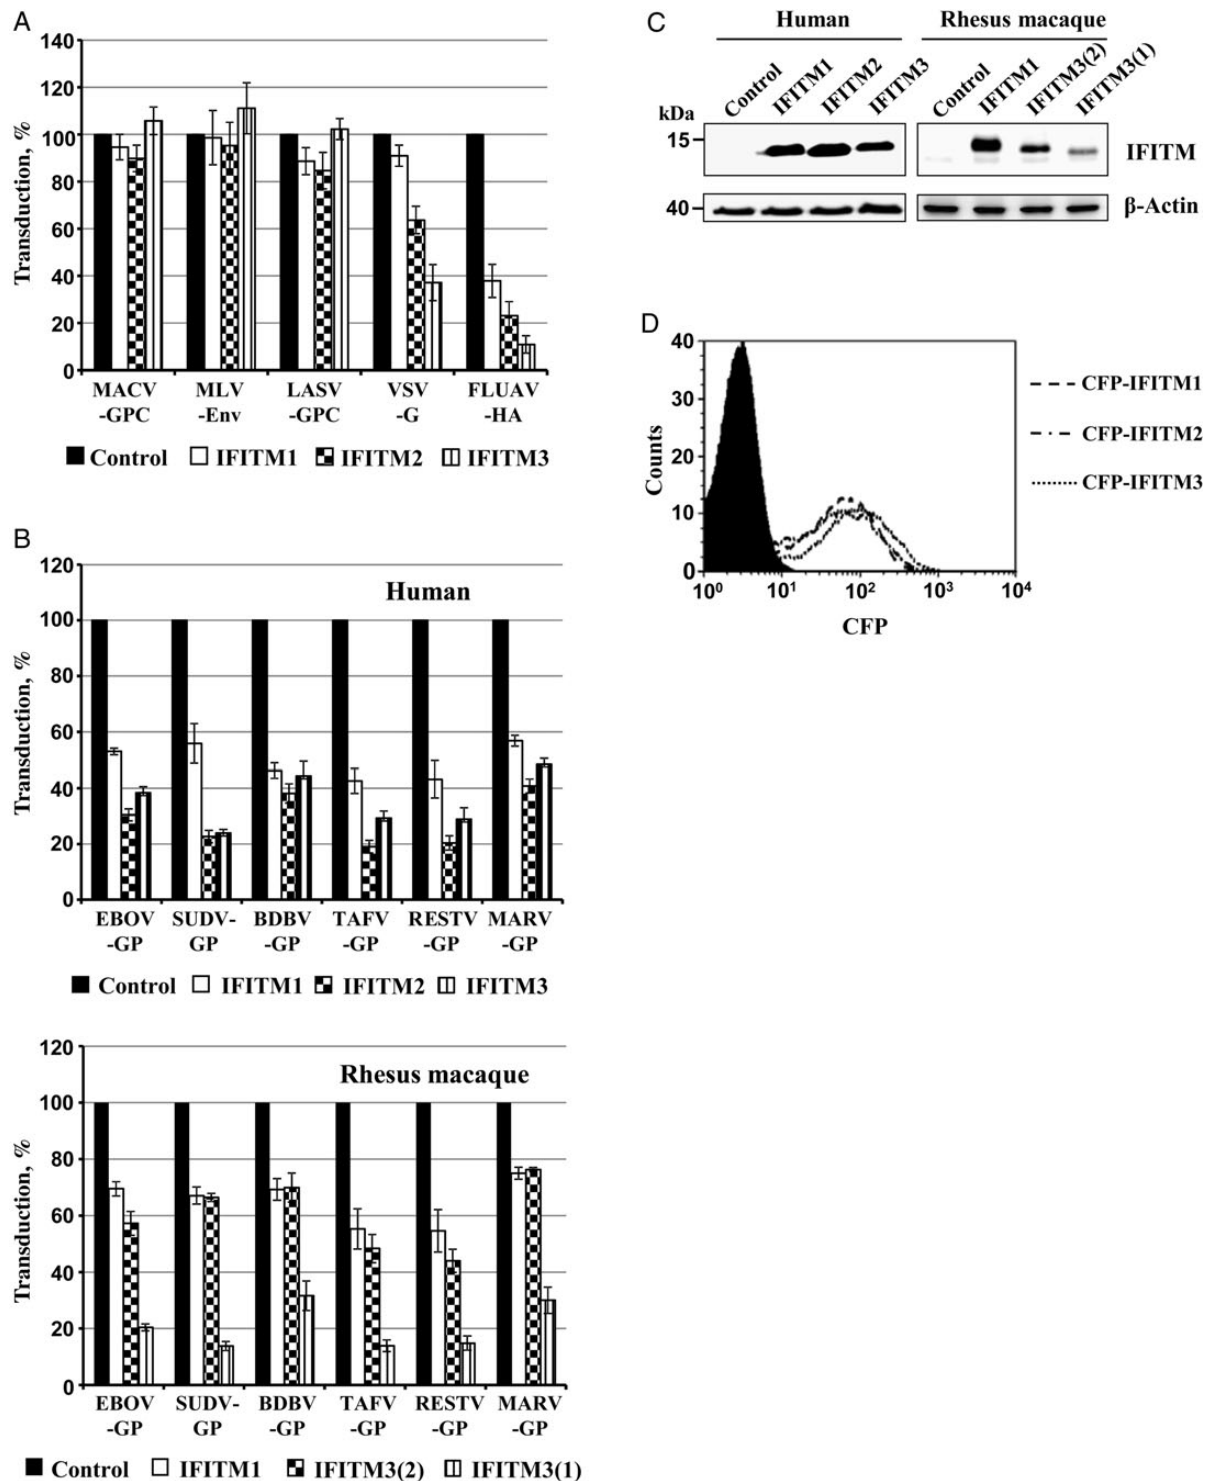 A
140
120
100
80
60
40
20
0
Transduction, %
MACV MLV LASV VSV FLUAV
-GPC -Env -GPC -G -HA
Control IFITM1 IFITM2 IFITM3
B
120
100
80
60
40
20
0
Transduction, %
Human
EBOV SUDV- BDBV TAFV RESTV MARV
-GP GP -GP -GP -GP -GP
Control IFITM1 IFITM2 IFITM3
120
100
80
60
40
20
0
Transduction, %
Rhesus macaque
EBOV SUDV- BDBV TAFV RESTV MARV
-GP GP -GP -GP -GP -GP
Control IFITM1 IFITM3(2) IFITM3(1)
C
Human Rhesus macaque
Control IFITM1 IFITM2 IFITM3 Control IFITM1 IFITM3(2) IFITM3(1)
kDa
15 IFITM
40 β-Actin
D
40
30
20
10
0
Counts
10⁰ 10¹ 10² 10³ 10⁴
CFP
CFP-IFITM1
CFP-IFITM2
CFP-IFITM3